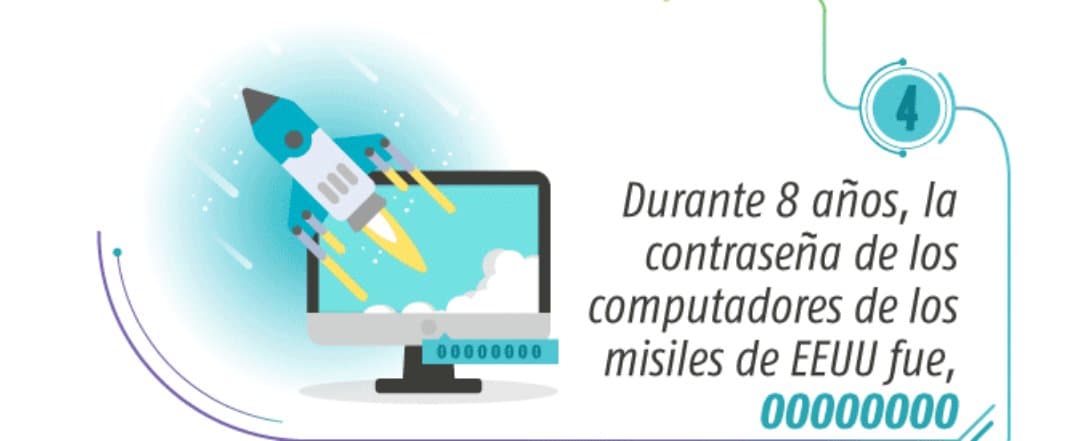 4
Durante 8 años, la
contraseña de los
computadores de los
misiles de EEUU fue,
00000000
00000000